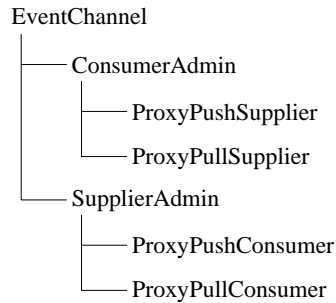 EventChannel
ConsumerAdmin
ProxyPushSupplier
ProxyPullSupplier
SupplierAdmin
ProxyPushConsumer
ProxyPullConsumer